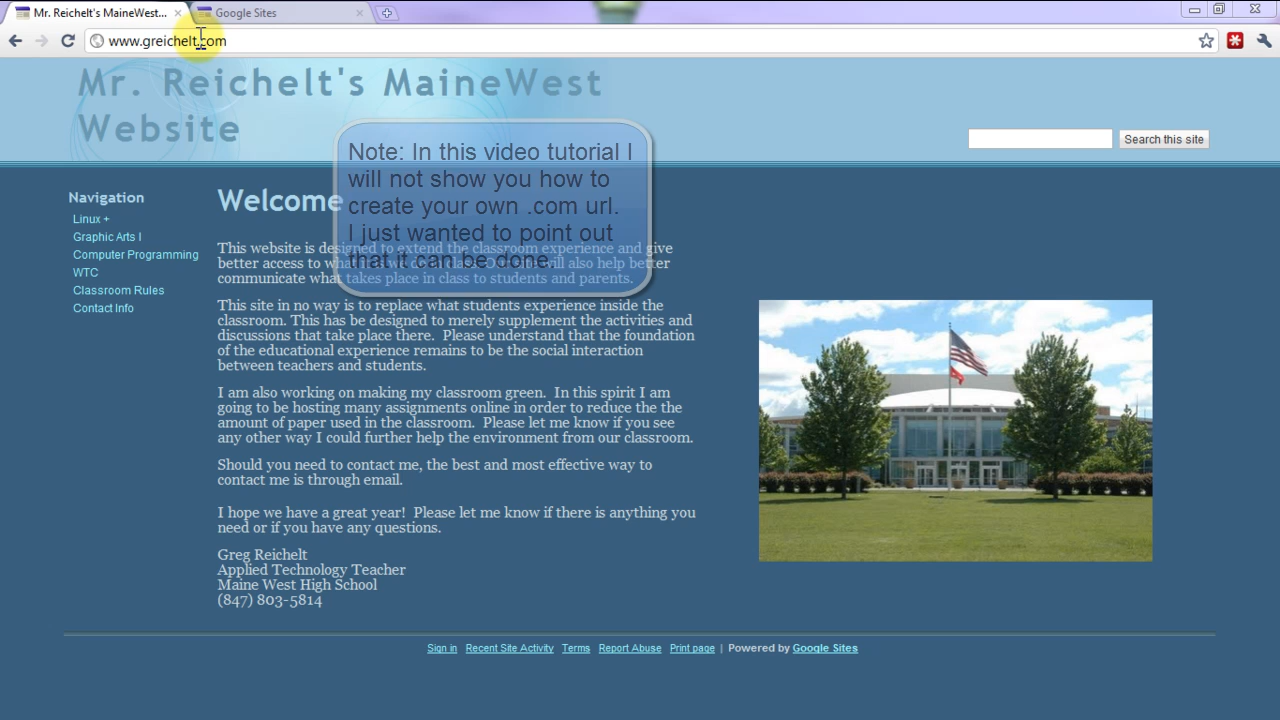 Mr. Reichelt's MaineWest...
Google Sites
www.greichelt.com
Mr. Reichelt's MaineWest
Website
Search this site
Note: In this video tutorial I
will not show you how to
create your own .com url.
I just wanted to point out
that it can be done.
Navigation
Linux +
Graphic Arts I
Computer Programming
WTC
Classroom Rules
Contact Info
Welcome
This website is designed to extend the classroom experience and give
better access to what will also help better
communicate what takes place in class to students and parents.
This site in no way is to replace what students experience inside the
classroom. This has be designed to merely supplement the activities and
discussions that take place there. Please understand that the foundation
of the educational experience remains to be the social interaction
between teachers and students.
I am also working on making my classroom green. In this spirit I am
going to be hosting many assignments online in order to reduce the the
amount of paper used in the classroom. Please let me know if you see
any other way I could further help the environment from our classroom.
Should you need to contact me, the best and most effective way to
contact me is through email.
I hope we have a great year! Please let me know if there is anything you
need or if you have any questions.
Greg Reichelt
Applied Technology Teacher
Maine West High School
(847) 803-5814
Sign in Recent Site Activity Terms Report Abuse Print page | Powered by Google Sites